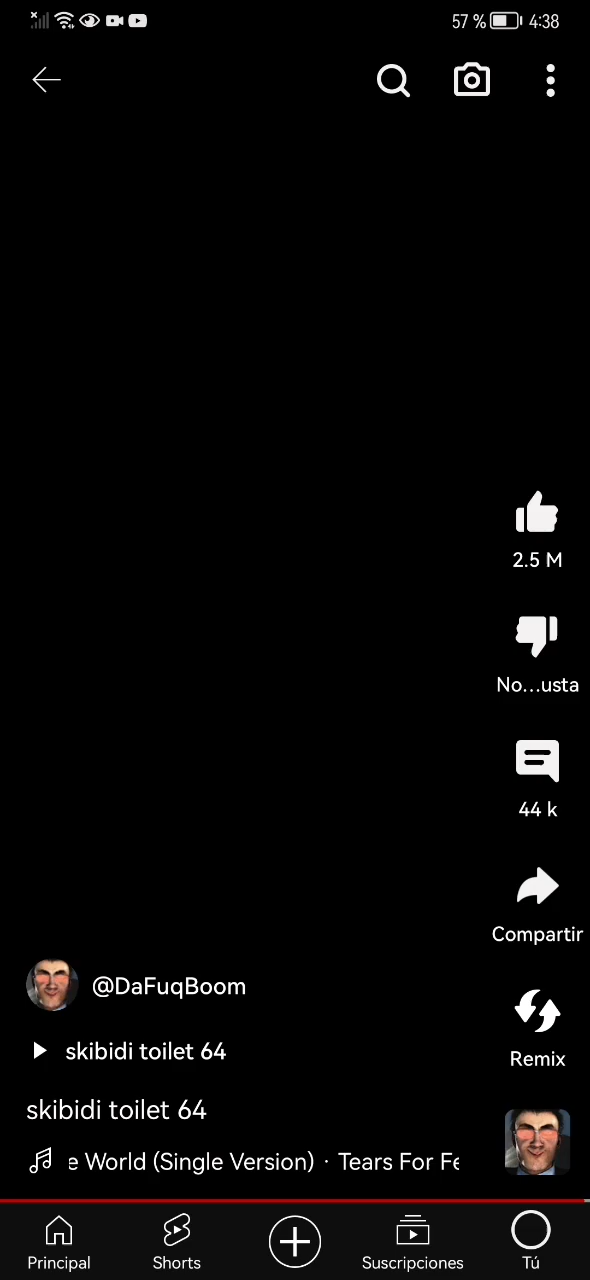 57 % 4:38
2.5 M
No...usta
44 k
Compartir
@DaFuqBoom
skibidi toilet 64
Remix
skibidi toilet 64
e World (Single Version) · Tears For Fe
Principal Shorts Suscripciones Tú